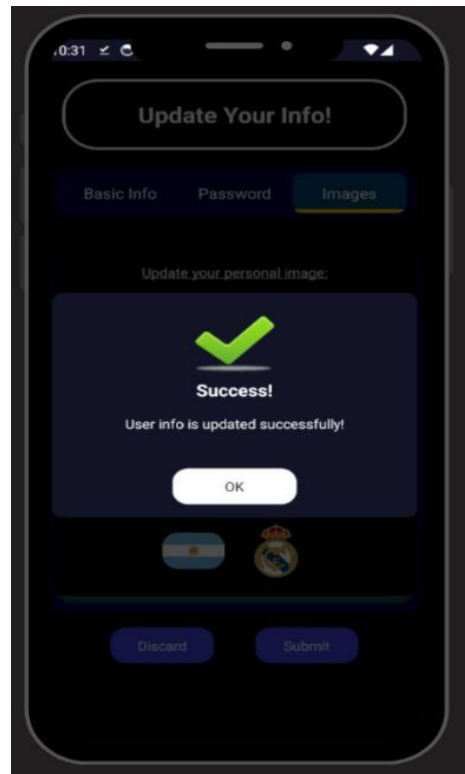 10:31
Update Your Info!
Basic Info Password Images
Update your personal image:
Success!
User info is updated successfully!
OK
Discard Submit